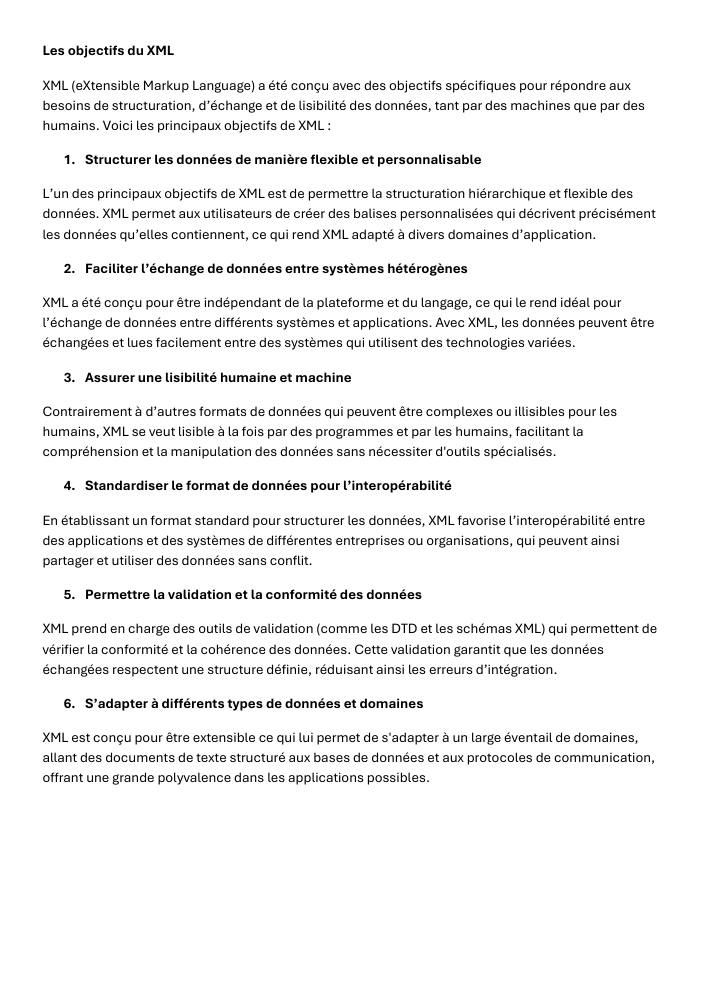 Les objectifs du XML
XML (eXtensible Markup Language) a été conçu avec des objectifs spécifiques pour répondre aux
besoins de structuration, d’échange et de lisibilité des données, tant par des machines que par des
humains. Voici les principaux objectifs de XML :
1. Structurer les données de manière flexible et personnalisable
L’un des principaux objectifs de XML est de permettre la structuration hiérarchique et flexible des
données. XML permet aux utilisateurs de créer des balises personnalisées qui décrivent précisément
les données qu’elles contiennent, ce qui rend XML adapté à divers domaines d’application.
2. Faciliter l’échange de données entre systèmes hétérogènes
XML a été conçu pour être indépendant de la plateforme et du langage, ce qui le rend idéal pour
l’échange de données entre différents systèmes et applications. Avec XML, les données peuvent être
échangées et lues facilement entre des systèmes qui utilisent des technologies variées.
3. Assurer une lisibilité humaine et machine
Contrairement à d’autres formats de données qui peuvent être complexes ou illisibles pour les
humains, XML se veut lisible à la fois par des programmes et par les humains, facilitant la
compréhension et la manipulation des données sans nécessiter d'outils spécialisés.
4. Standardiser le format de données pour l’interopérabilité
En établissant un format standard pour structurer les données, XML favorise l’interopérabilité entre
des applications et des systèmes de différentes entreprises ou organisations, qui peuvent ainsi
partager et utiliser des données sans conflit.
5. Permettre la validation et la conformité des données
XML prend en charge des outils de validation (comme les DTD et les schémas XML) qui permettent de
vérifier la conformité et la cohérence des données. Cette validation garantit que les données
échangées respectent une structure définie, réduisant ainsi les erreurs d’intégration.
6. S’adapter à différents types de données et domaines
XML est conçu pour être extensible ce qui lui permet de s'adapter à un large éventail de domaines,
allant des documents de texte structuré aux bases de données et aux protocoles de communication,
offrant une grande polyvalence dans les applications possibles.